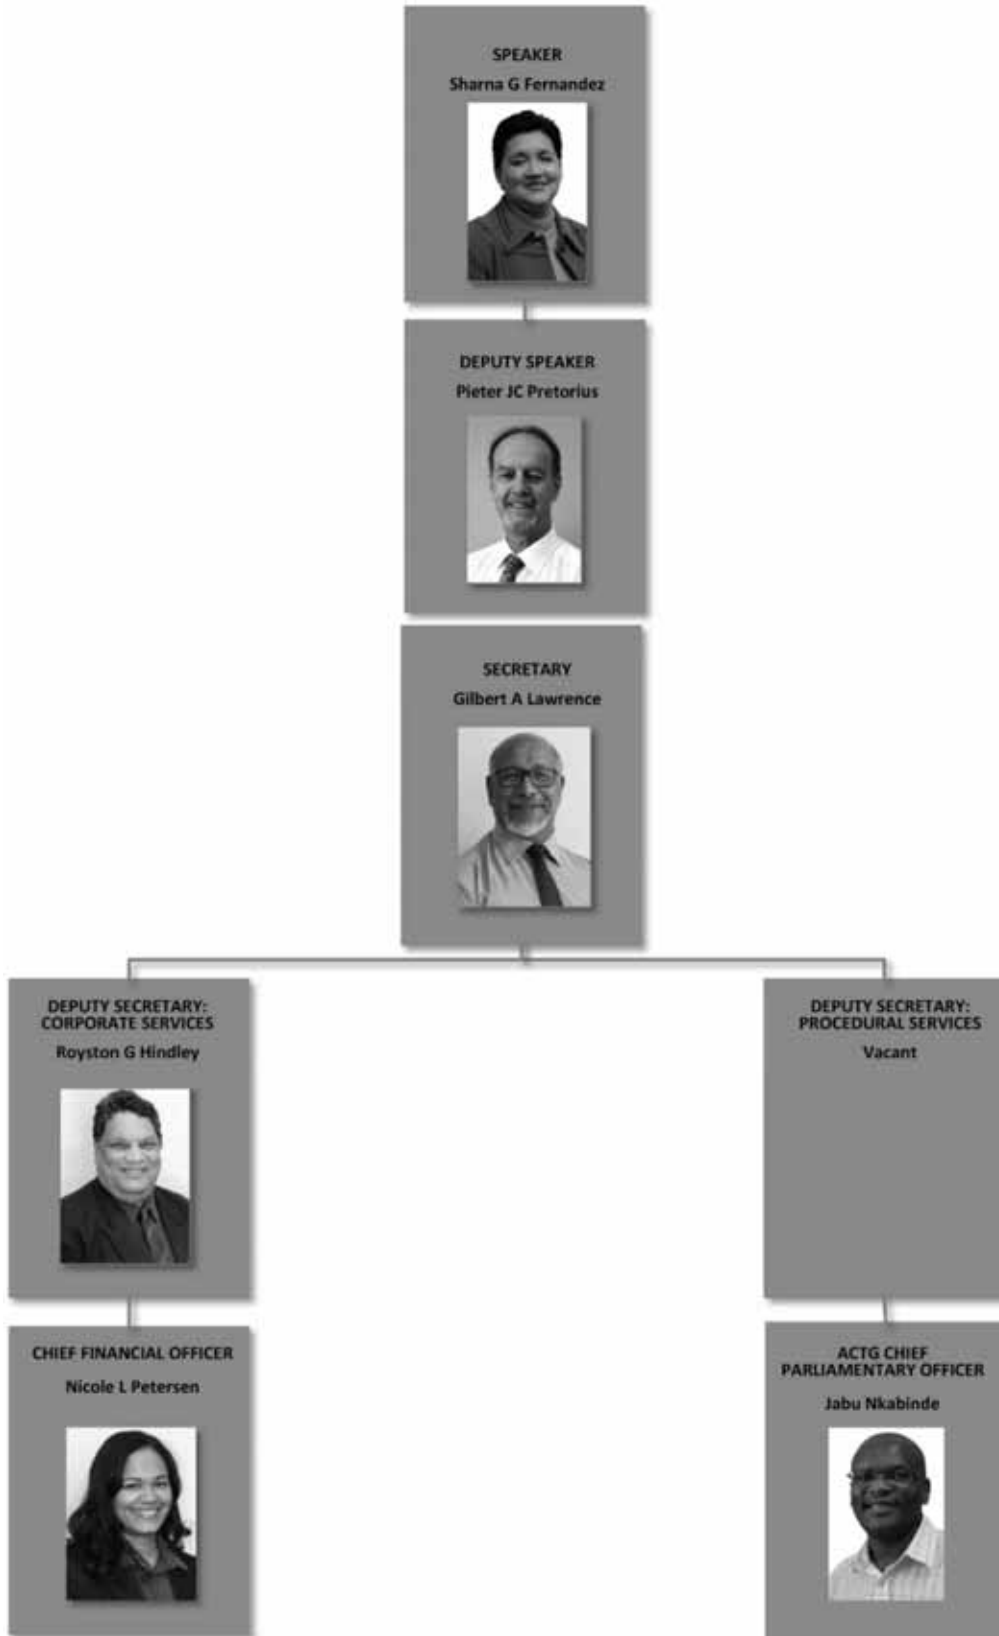 SPEAKER
Sharna G Fernandez
DEPUTY SPEAKER
Pieter JC Pretorius
SECRETARY
Gilbert A Lawrence
DEPUTY SECRETARY:
CORPORATE SERVICES
Royston G Hindley
DEPUTY SECRETARY:
PROCEDURAL SERVICES
Vacant
CHIEF FINANCIAL OFFICER
Nicole L Petersen
ACTG CHIEF
PARLIAMENTARY OFFICER
Jabu Nkabinde